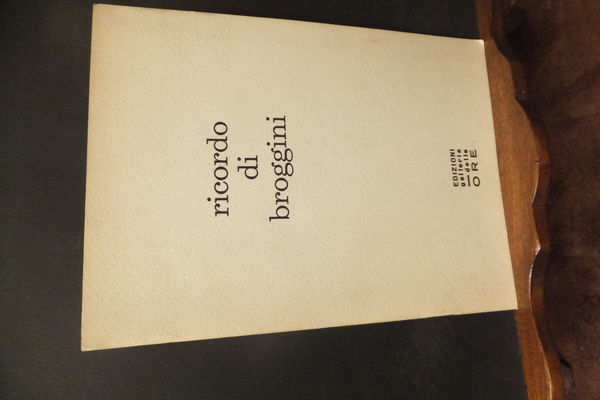 ricordo
di
broggini
EDIZIONI
galleria
delle
ORE